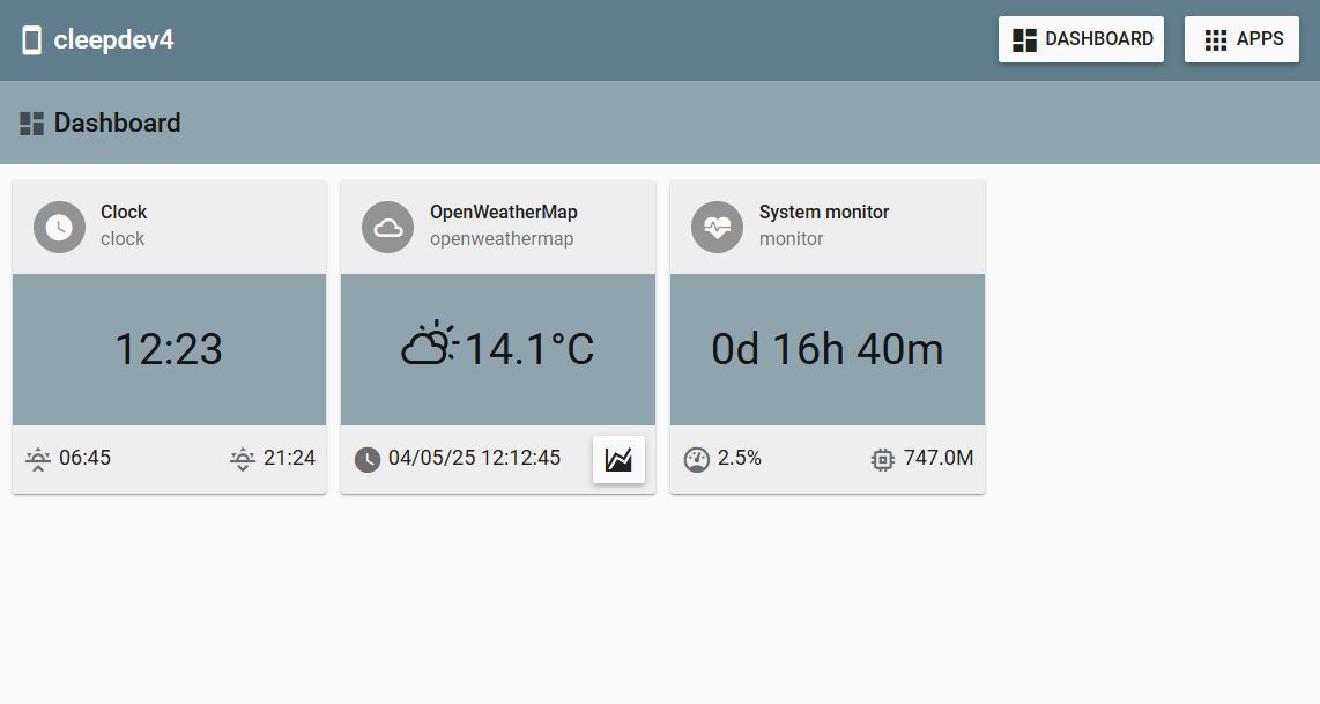 cleepdev4
DASHBOARD
APPS
Dashboard
Clock
clock
12:23
06:45
21:24
OpenWeatherMap
openweathermap
14.1°C
04/05/25 12:12:45
System monitor
monitor
0d 16h 40m
2.5%
747.0M